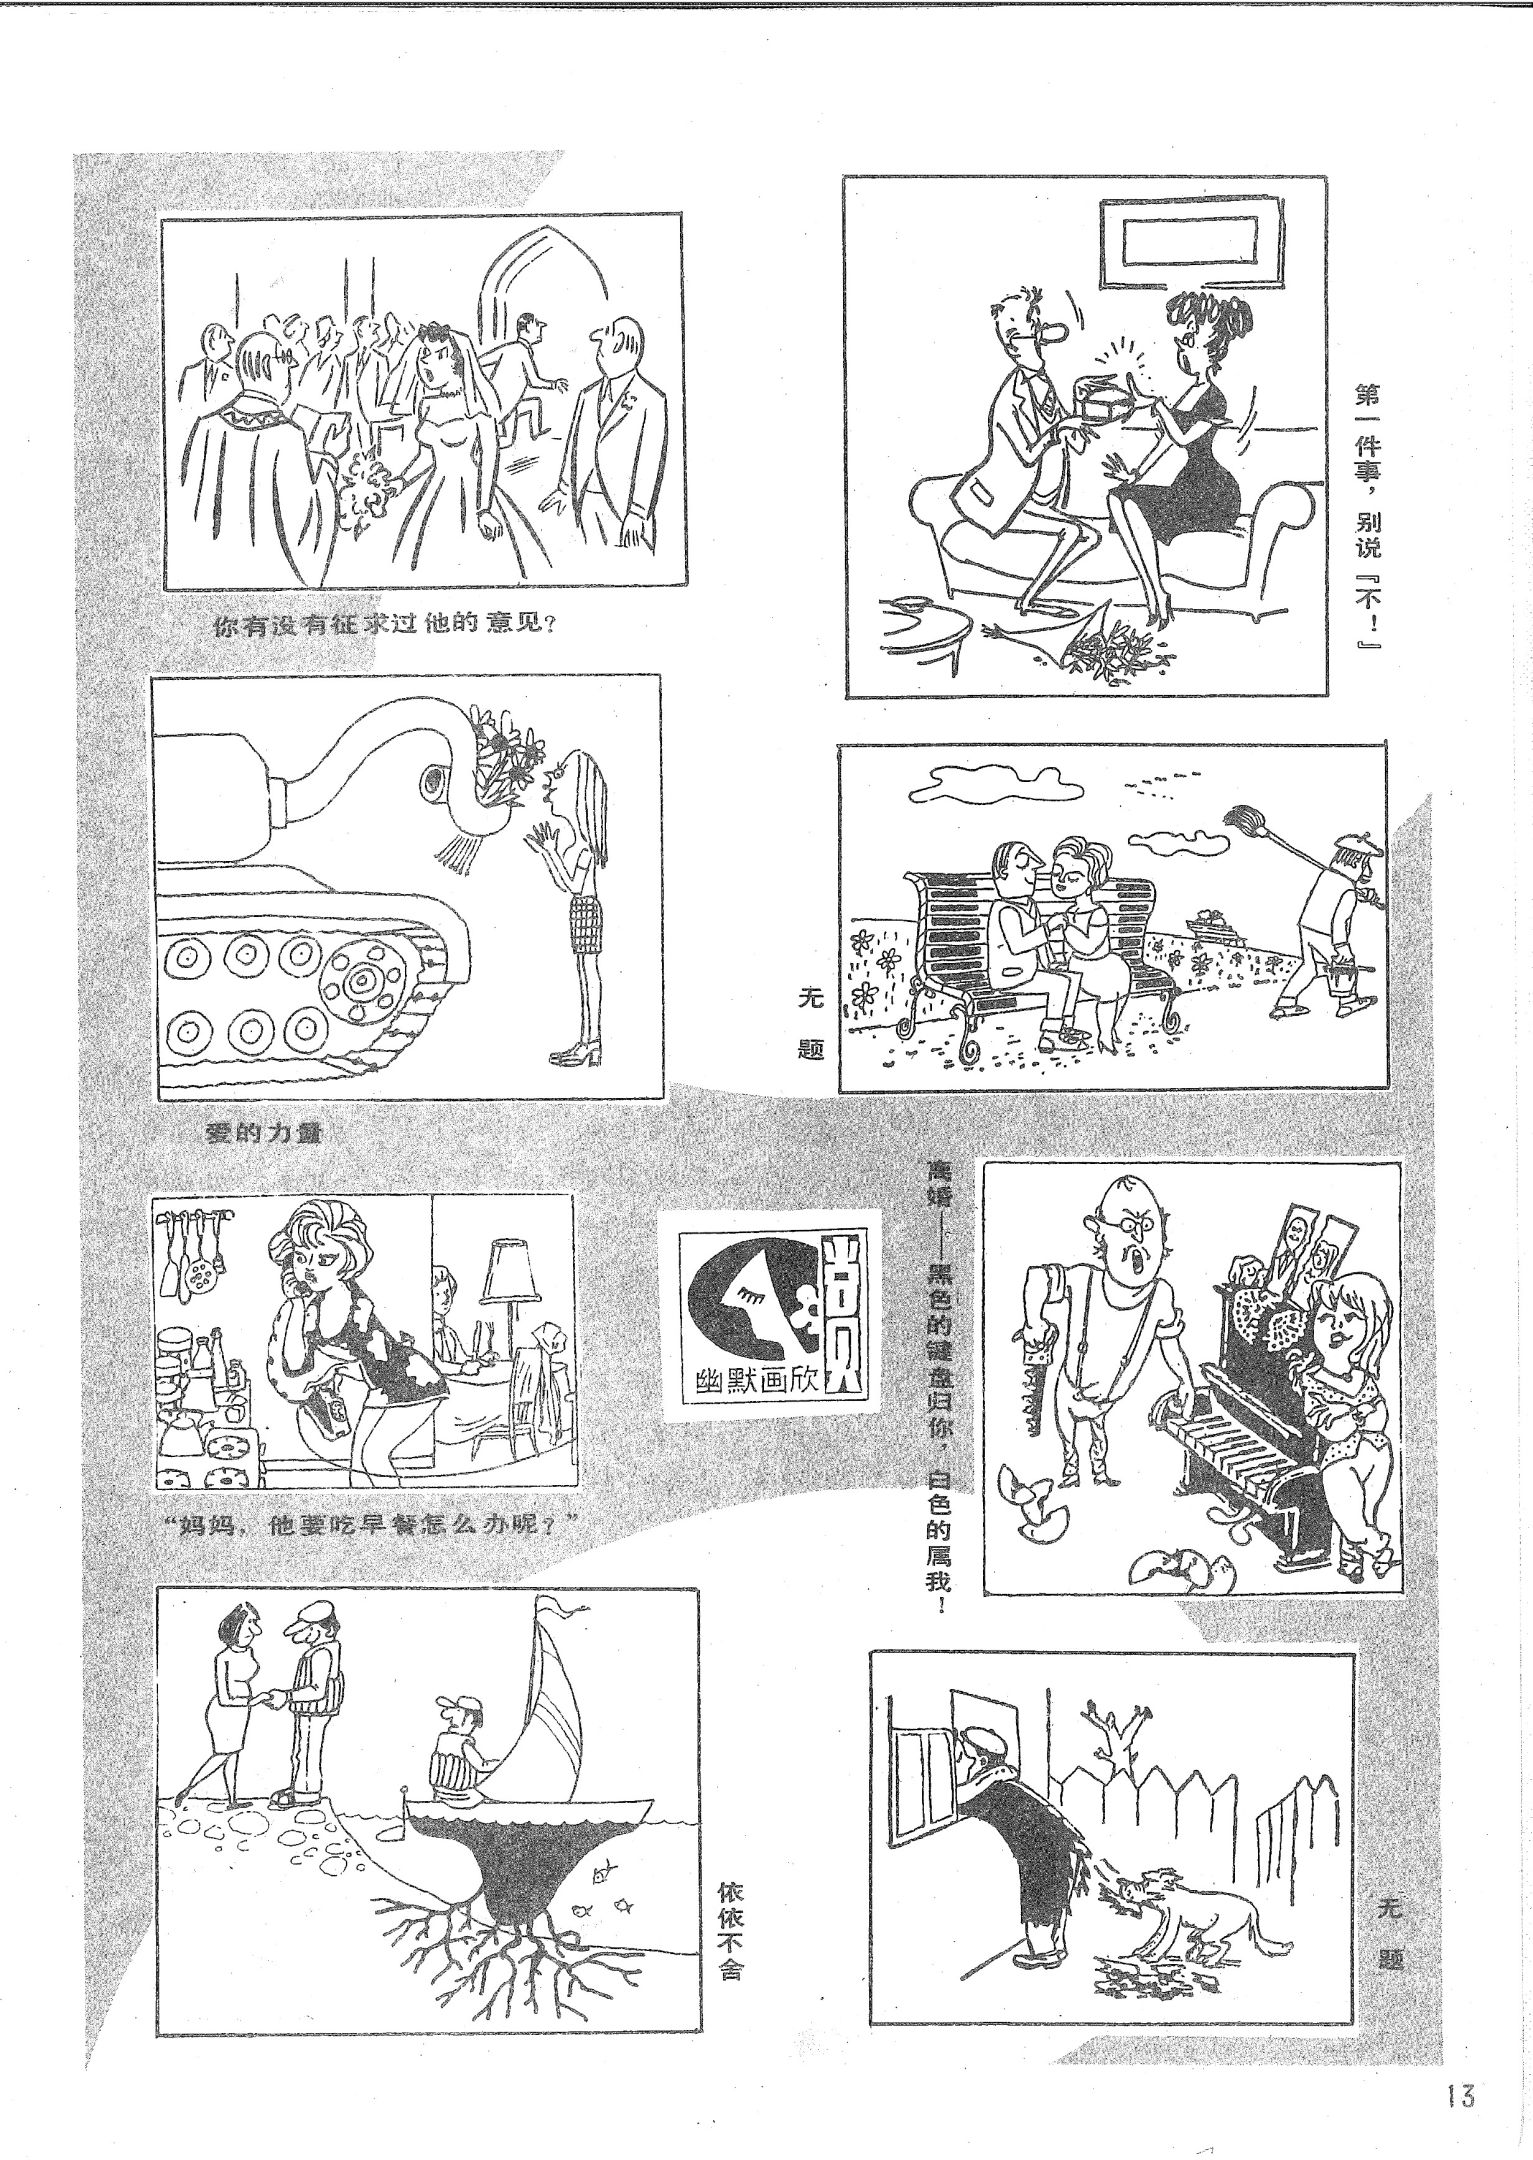 你有没有征求过他的意见？
第一件事，别说『不！』
爱的力量
无题
幽默画欣赏
“妈妈，他要吃早餐怎么办呢？”
离婚——黑色的键盘归你，白色的属我！
依依不舍
无题
13